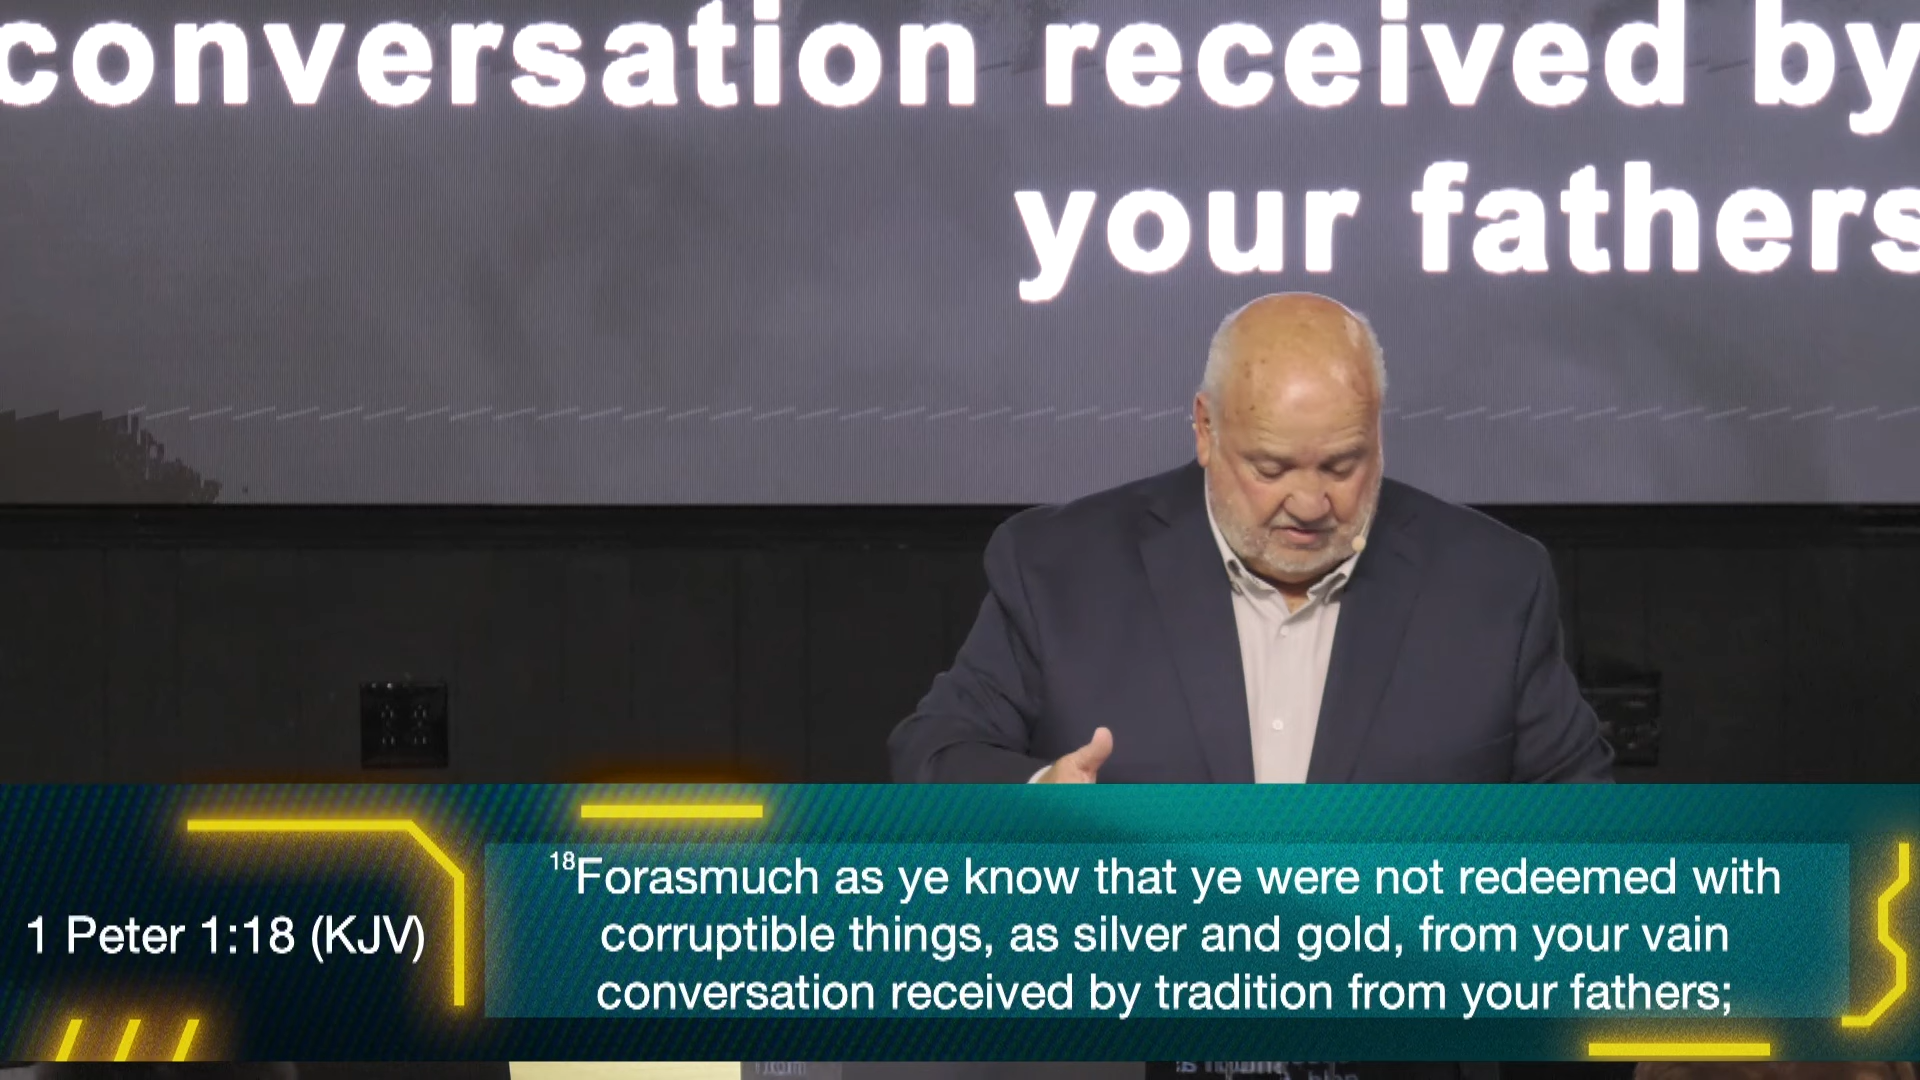 conversation received by
your fathers
1 Peter 1:18 (KJV)
18Forasmuch as ye know that ye were not redeemed with
corruptible things, as silver and gold, from your vain
conversation received by tradition from your fathers;